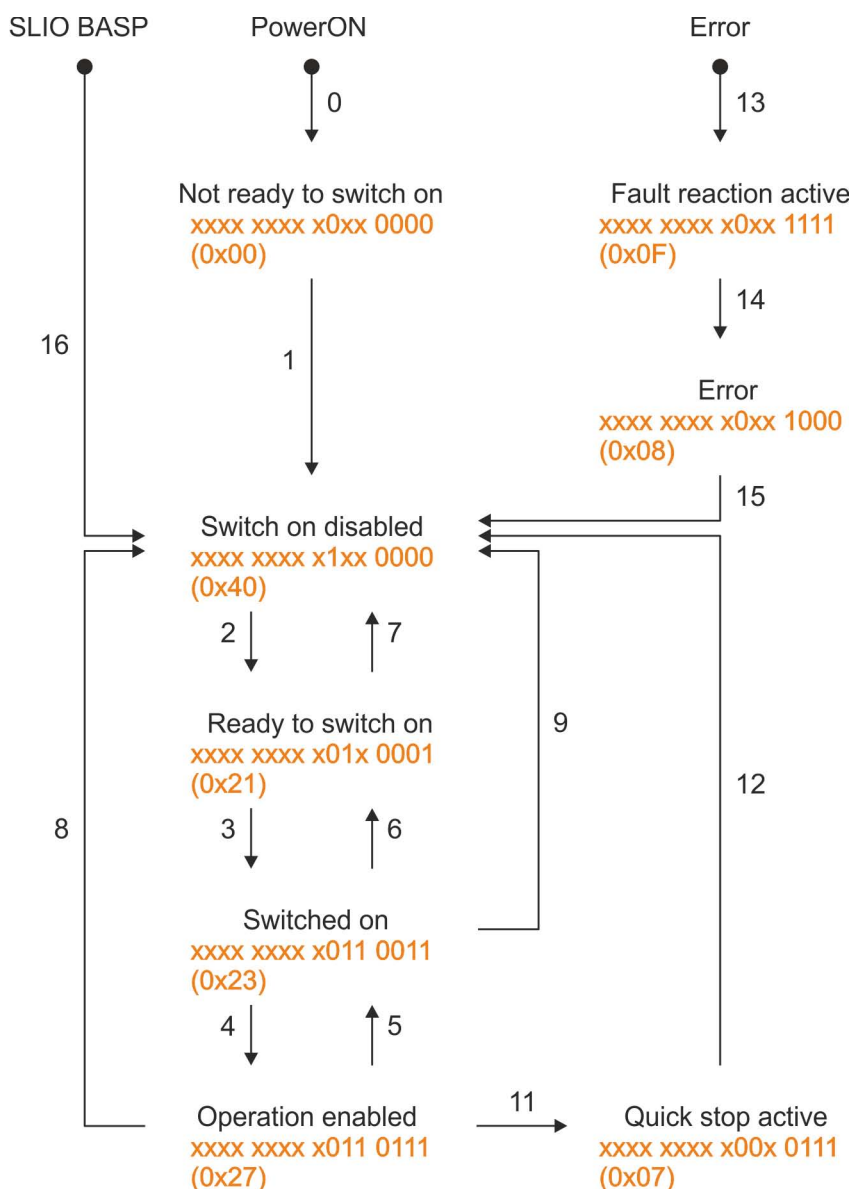 SLIO BASP
PowerON
Error
0
13
Not ready to switch on
xxxx xxxx x0xx 0000
(0x00)
Fault reaction active
xxxx xxxx x0xx 1111
(0x0F)
14
16
1
Error
xxxx xxxx x0xx 1000
(0x08)
15
Switch on disabled
xxxx xxxx x1xx 0000
(0x40)
2
7
Ready to switch on
xxxx xxxx x01x 0001
(0x21)
9
12
8
3
6
Switched on
xxxx xxxx x011 0011
(0x23)
4
5
Operation enabled
xxxx xxxx x011 0111
(0x27)
11
Quick stop active
xxxx xxxx x00x 0111
(0x07)